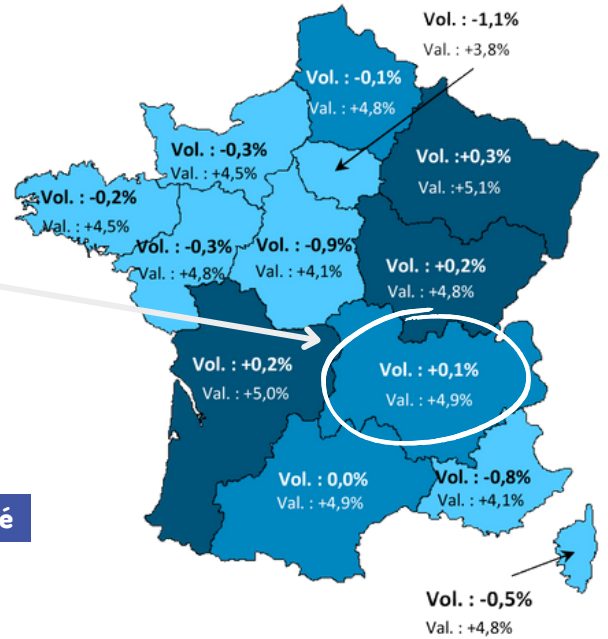 Vol. : -1,1%
Val. : +3,8%
Vol. : -0,1%
Val. : +4,8%
Vol. : -0,3%
Val. : +4,5%
Vol. :+0,3%
Val. :+5,1%
Vol. : -0,2%
Val. : +4,5%
Vol. : -0,3%
Val. : +4,8%
Vol. : -0,9%
Val. : +4,1%
Vol. : +0,2%
Val. : +4,8%
Vol. : +0,2%
Val. : +5,0%
Vol. : +0,1%
Val. : +4,9%
Vol. : 0,0%
Val. : +4,9%
Vol. : -0,8%
Val. : +4,1%
é
Vol. : -0,5%
Val. : +4,8%